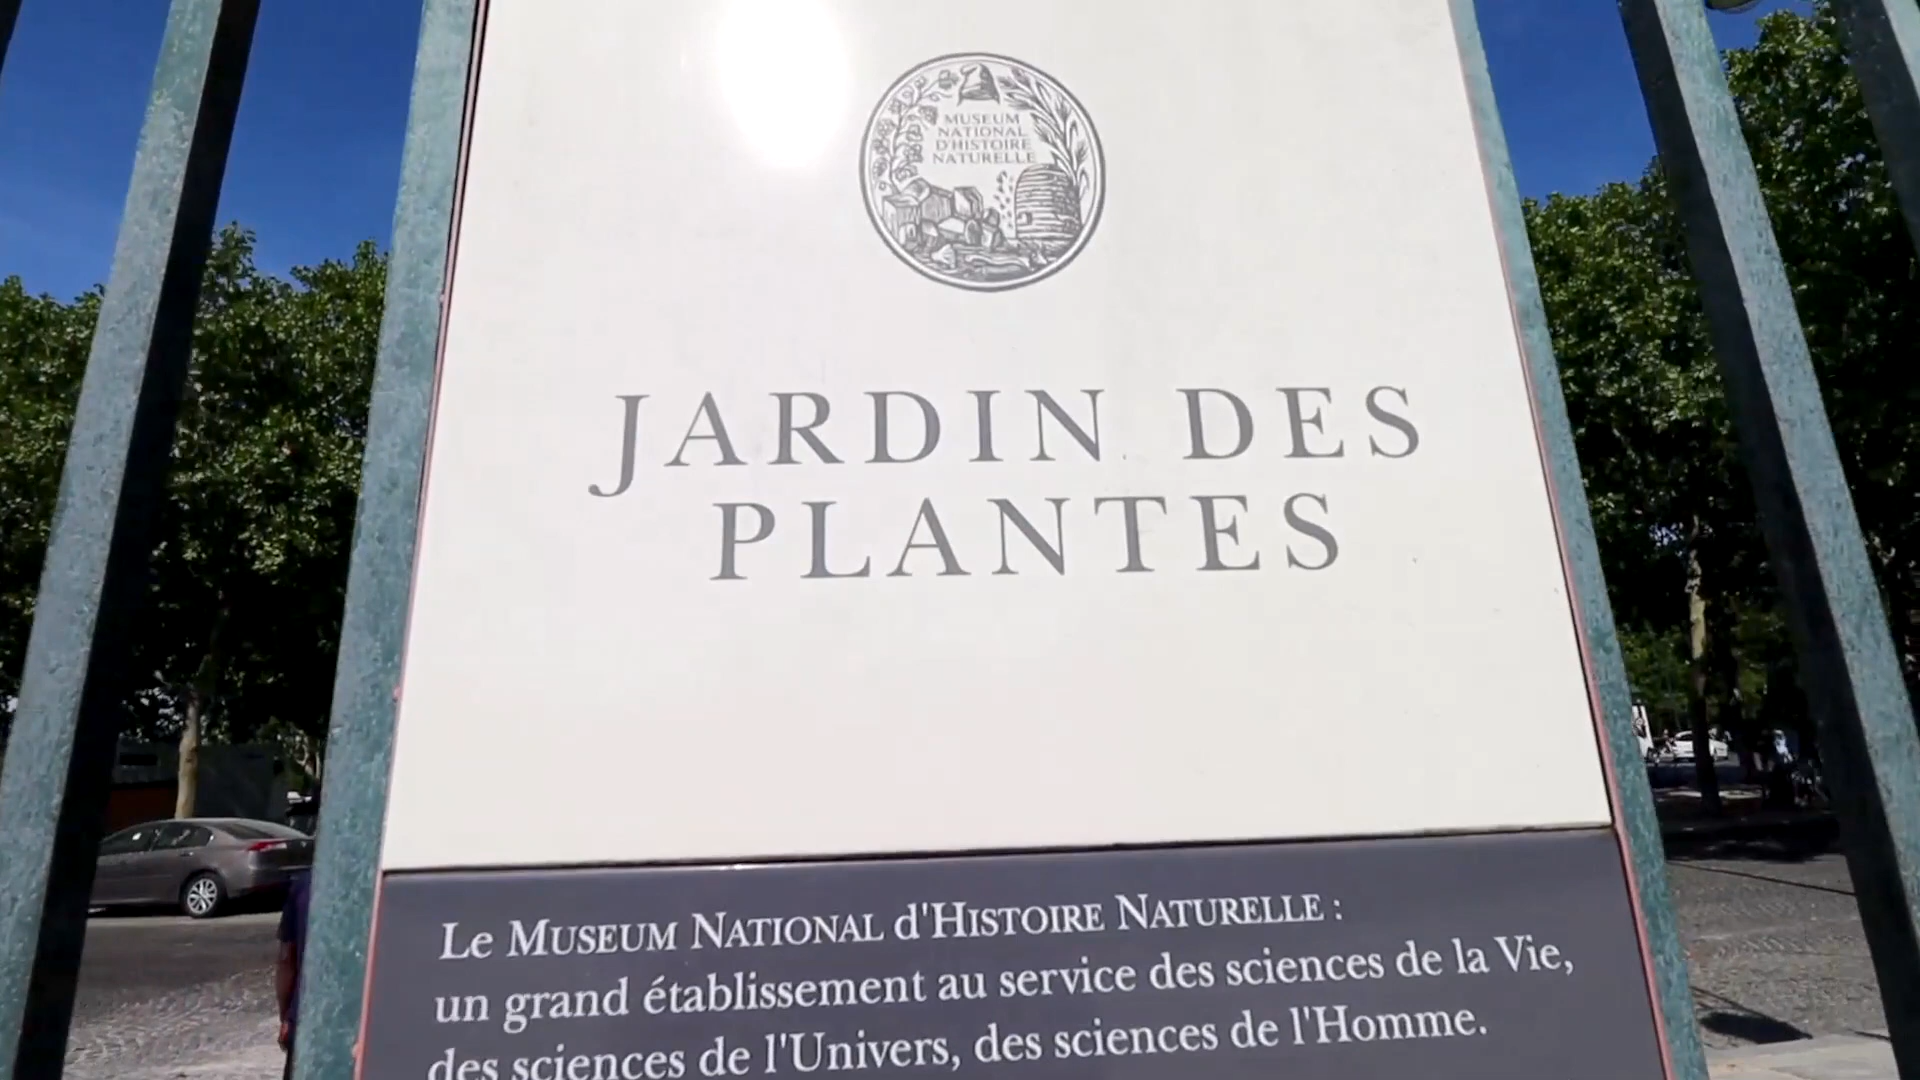 MUSEUM
NATIONAL
D'HISTOIRE
NATURELLE
JARDIN DES
PLANTES
Le MUSEUM NATIONAL d'HISTOIRE NATURELLE :
un grand établissement au service des sciences de la Vie,
des sciences de l'Univers, des sciences de l'Homme.